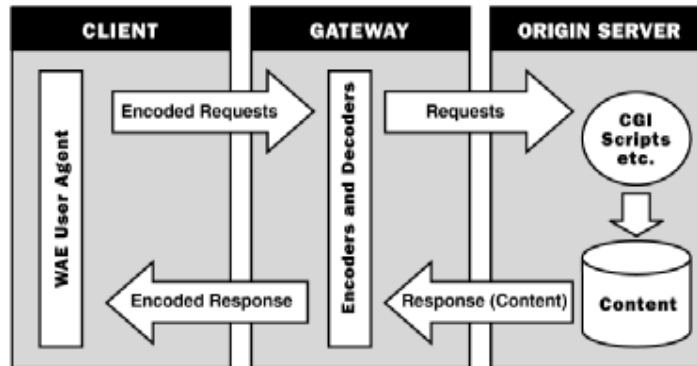 CLIENT
GATEWAY
ORIGIN SERVER
WAE User Agent
Encoded Requests
Encoders and Decoders
Requests
CGI
Scripts
etc.
Encoded Response
Response (Content)
Content